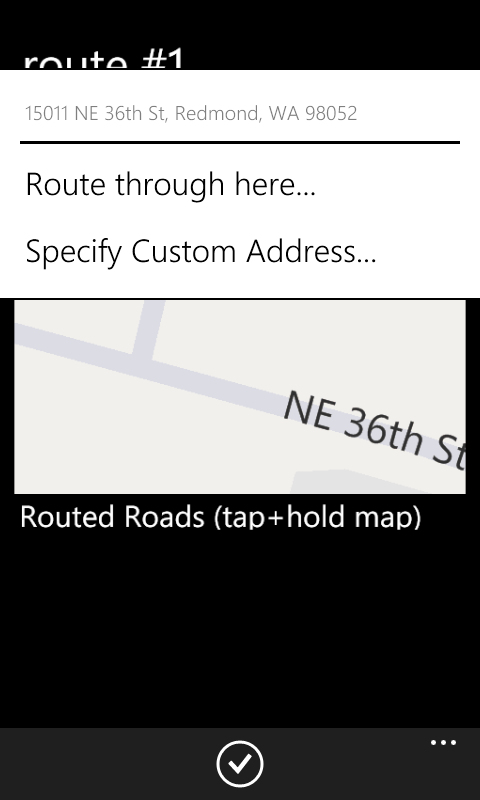 route #1
15011 NE 36th St, Redmond, WA 98052
Route through here...
Specify Custom Address...
NE 36th St
Routed Roads (tap+hold map)